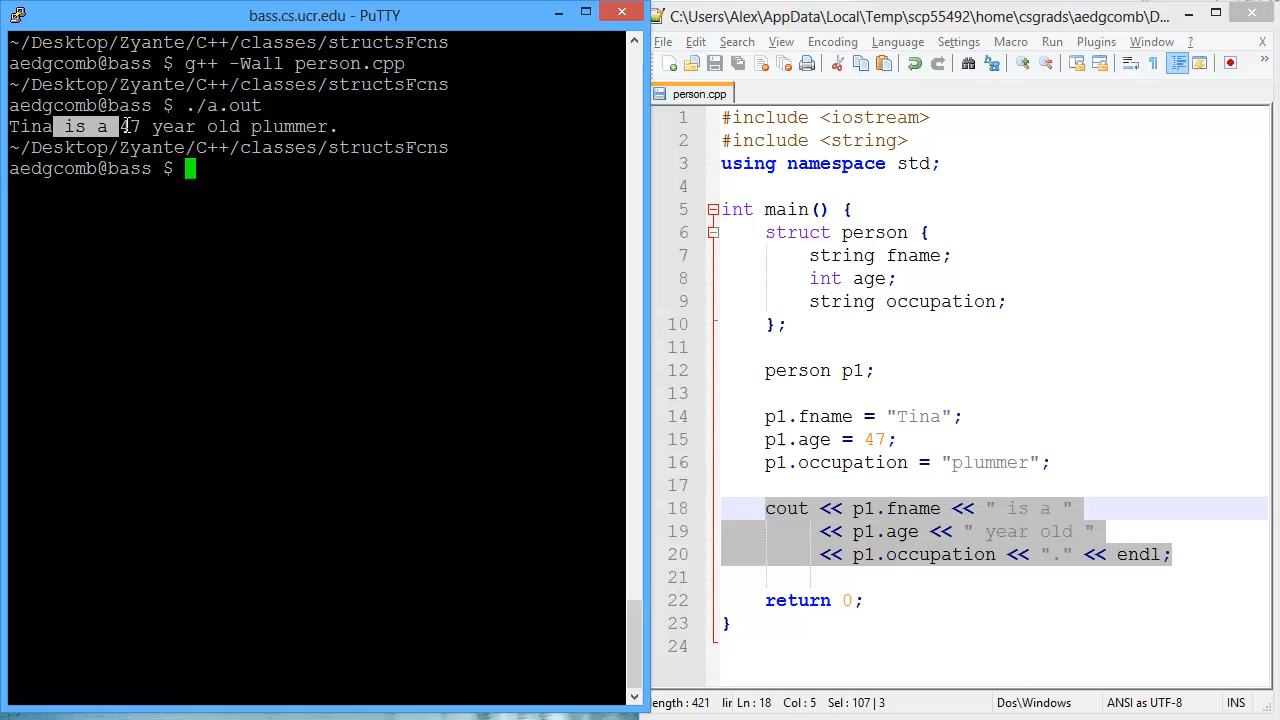 bass.cs.ucr.edu - PuTTY
~/Desktop/Zyante/C++/classes/structsFcns
aedgcomb@bass $ g++ -Wall person.cpp
~/Desktop/Zyante/C++/classes/structsFcns
aedgcomb@bass $ ./a.out
Tina is a 47 year old plummer.
~/Desktop/Zyante/C++/classes/structsFcns
aedgcomb@bass $
C:\Users\Alex\AppData\Local\Temp\scp55492\home\csgrads\aedgcomb\D...
File Edit Search View Encoding Language Settings Macro Run Plugins Window ? X
person.cpp
1 #include <iostream>
2 #include <string>
3 using namespace std;
4
5 int main() {
6 struct person {
7 string fname;
8 int age;
9 string occupation;
10 };
11
12 person p1;
13
14 p1.fname = "Tina";
15 p1.age = 47;
16 p1.occupation = "plummer";
17
18 cout << p1.fname << " is a "
19 << p1.age << " year old "
20 << p1.occupation << "." << endl;
21
22 return 0;
23 }
24
length : 421 Ln : 18 Col : 5 Sel : 107 | 3 Dos\Windows ANSI as UTF-8 INS